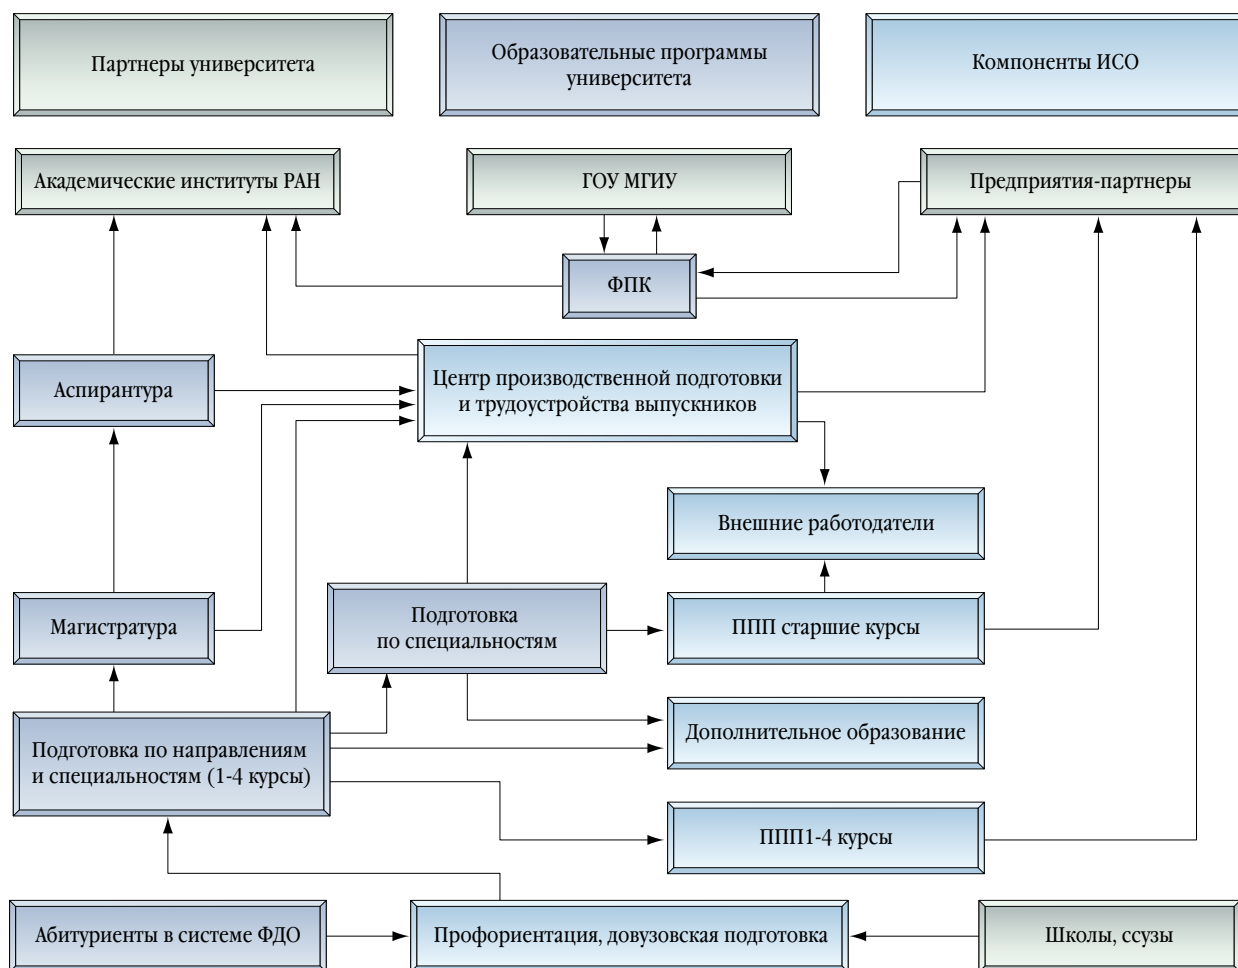 Партнеры университета
Образовательные программы
университета
Компоненты ИСО
Академические институты РАН
ГОУ МГИУ
Предприятия-партнеры
ФПК
Аспирантура
Центр производственной подготовки
и трудоустройства выпускников
Внешние работодатели
Магистратура
Подготовка
по специальностям
ППП старшие курсы
Подготовка по направлениям
и специальностям (1-4 курсы)
Дополнительное образование
ППП1-4 курсы
Абитуриенты в системе ФДО
Профориентация, довузовская подготовка
Школы, ссузы